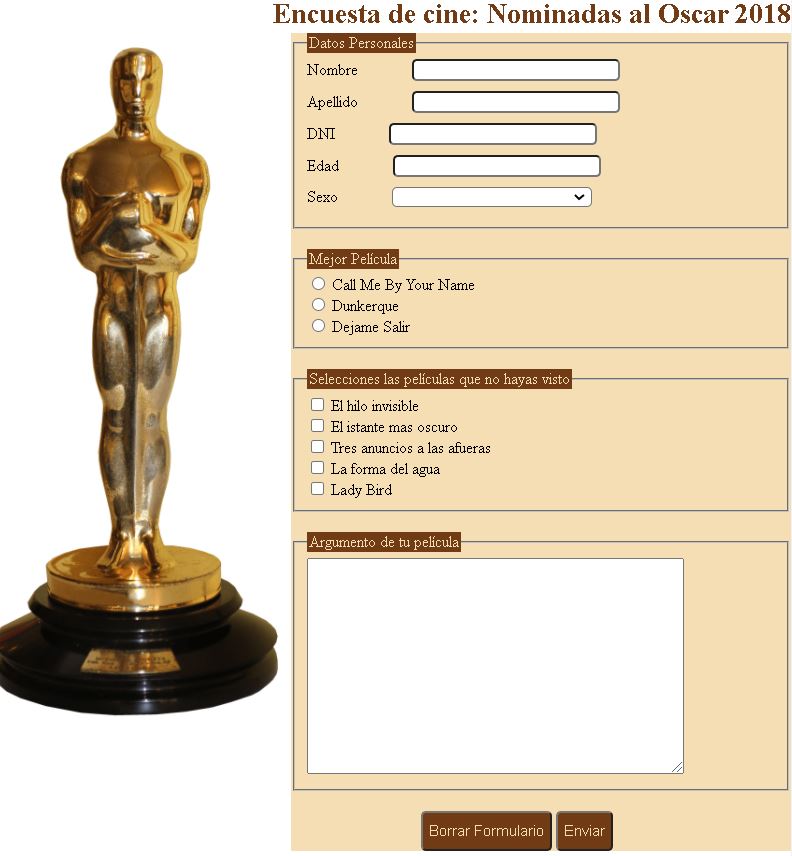 Encuesta de cine: Nominadas al Oscar 2018
Datos Personales
Nombre
Apellido
DNI
Edad
Sexo
Mejor Película
Call Me By Your Name
Dunkerque
Dejame Salir
Selecciones las películas que no hayas visto
El hilo invisible
El istante mas oscuro
Tres anuncios a las afueras
La forma del agua
Lady Bird
Argumento de tu película
Borrar Formulario Enviar